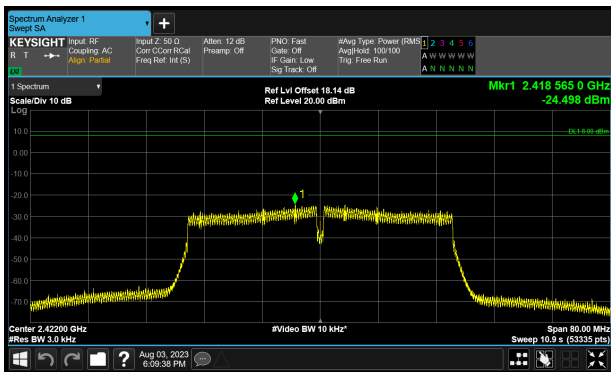 Spectrum Analyzer 1
Swept SA
+
KEYSIGHT Input: RF Input Z: 50 Ω Atten: 12 dB PNO: Fast #Avg Type: Power (RMS 1 2 3 4 5 6
R T Coupling: AC Corr CCorr RCal Preamp: Off Gate: Off Avg|Hold: 100/100 A W W W W W
Align: Partial Freq Ref: Int (S) IF Gain: Low Trig: Free Run
Sig Track: Off A N N N N N
1 Spectrum Ref Lvl Offset 18.14 dB Mkr1 2.418 565 0 GHz
Scale/Div 10 dB Ref Level 20.00 dBm -24.498 dBm
Log
10.0
DL1 8.00 dBm
0.00
-10.0
1
-20.0
-30.0
-40.0
-50.0
-60.0
-70.0
Center 2.42200 GHz #Video BW 10 kHz* Span 80.00 MHz
#Res BW 3.0 kHz Sweep 10.9 s (53335 pts)
? Aug 03, 2023
6:09:38 PM